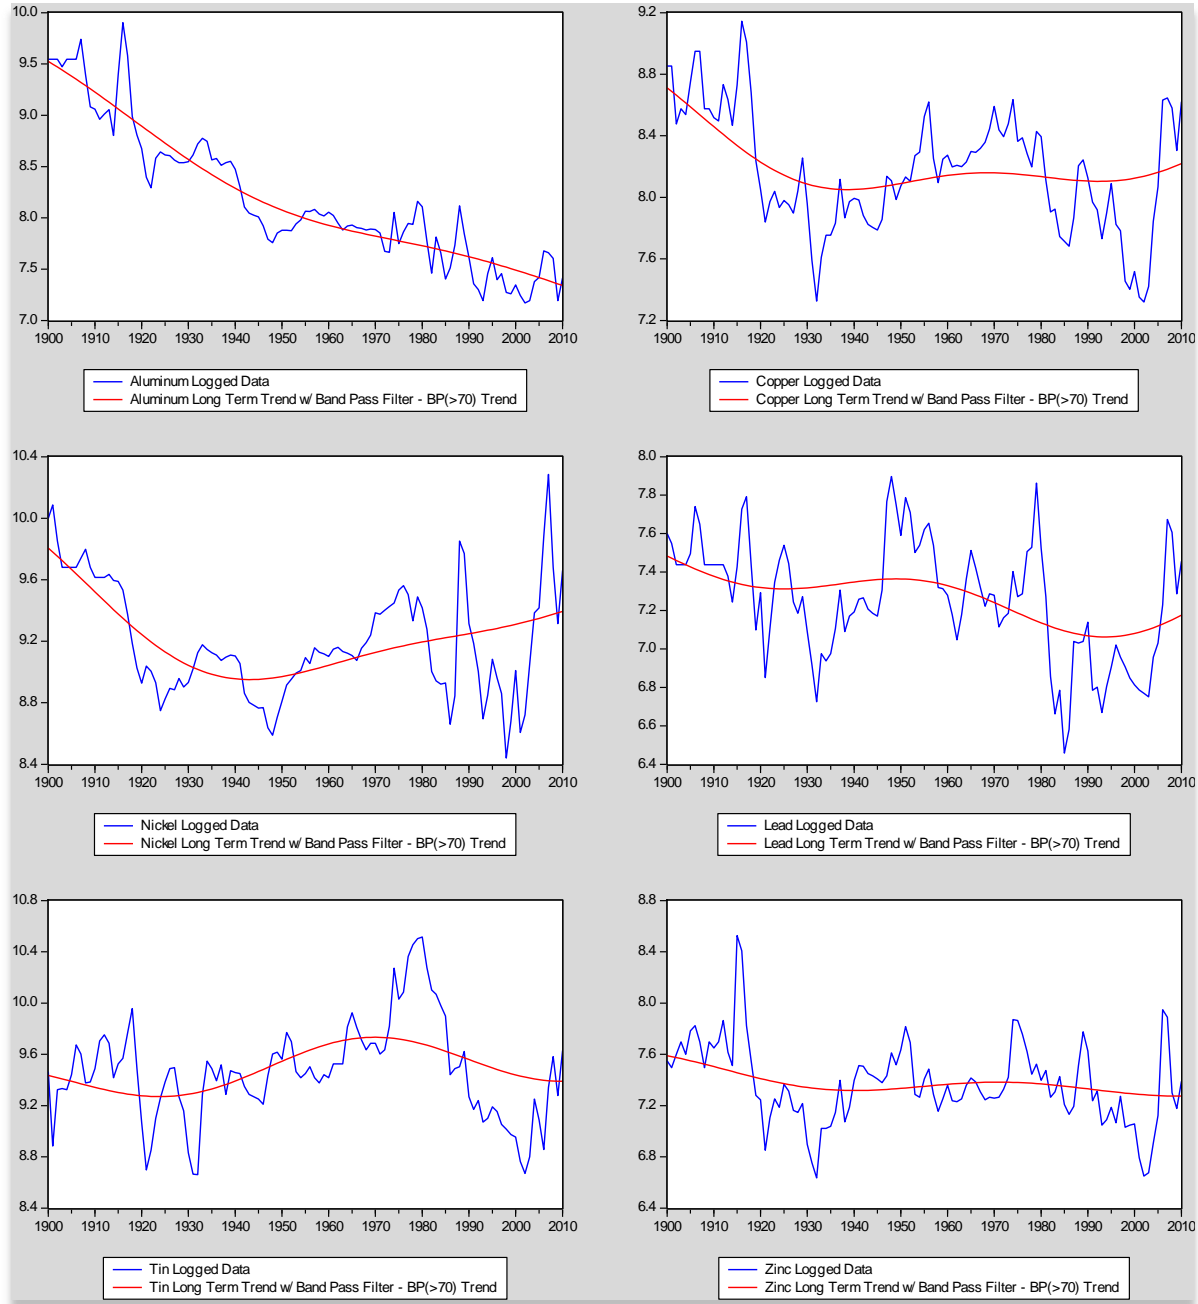 10.0
9.5
9.0
8.5
8.0
7.5
7.0
1900 1910 1920 1930 1940 1950 1960 1970 1980 1990 2000 2010
Aluminum Logged Data
Aluminum Long Term Trend w/ Band Pass Filter - BP(>70) Trend
9.2
8.8
8.4
8.0
7.6
7.2
1900 1910 1920 1930 1940 1950 1960 1970 1980 1990 2000 2010
Copper Logged Data
Copper Long Term Trend w/ Band Pass Filter - BP(>70) Trend
10.4
10.0
9.6
9.2
8.8
8.4
1900 1910 1920 1930 1940 1950 1960 1970 1980 1990 2000 2010
Nickel Logged Data
Nickel Long Term Trend w/ Band Pass Filter - BP(>70) Trend
8.0
7.8
7.6
7.4
7.2
7.0
6.8
6.6
6.4
1900 1910 1920 1930 1940 1950 1960 1970 1980 1990 2000 2010
Lead Logged Data
Lead Long Term Trend w/ Band Pass Filter - BP(>70) Trend
10.8
10.4
10.0
9.6
9.2
8.8
8.4
1900 1910 1920 1930 1940 1950 1960 1970 1980 1990 2000 2010
Tin Logged Data
Tin Long Term Trend w/ Band Pass Filter - BP(>70) Trend
8.8
8.4
8.0
7.6
7.2
6.8
6.4
1900 1910 1920 1930 1940 1950 1960 1970 1980 1990 2000 2010
Zinc Logged Data
Zinc Long Term Trend w/ Band Pass Filter - BP(>70) Trend